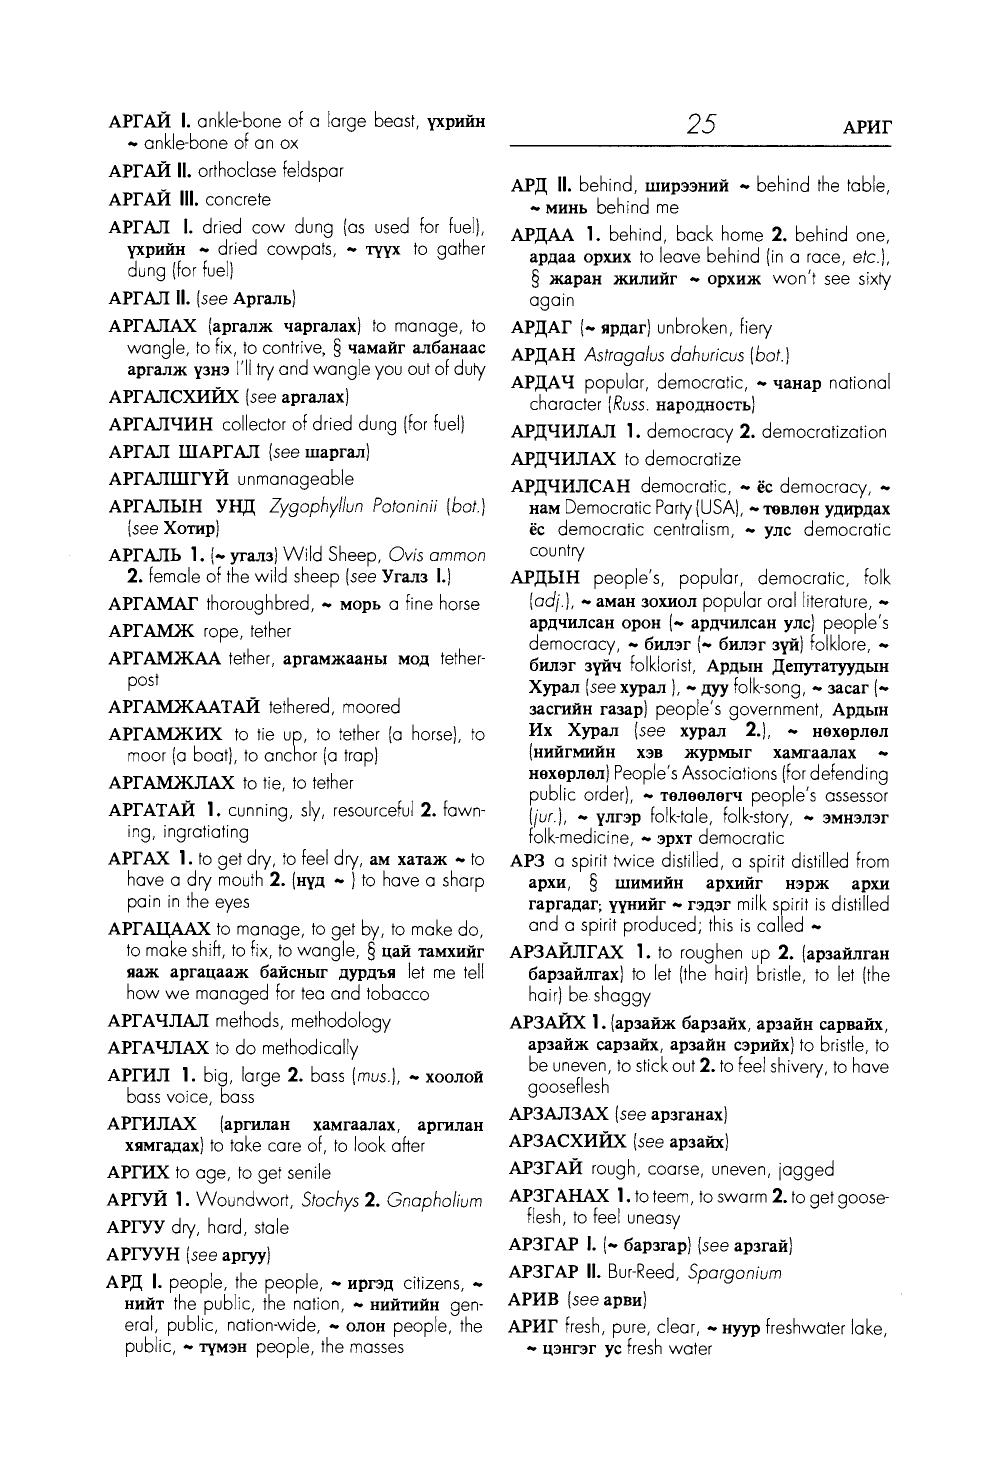 АРГАЙ I. ankle-bone of a large beast, үхрийн
~ ankle-bone of an ox
АРГАЙ II. orthoclase feldspar
АРГАЙ III. concrete
АРГАЛ I. dried cow dung (as used for fuel),
үхрийн ~ dried cowpats, ~ түүх to gather
dung (for fuel)
АРГАЛ II. (see Аргаль)
АРГАЛАХ (аргалж чаргалах) to manage, to
wangle, to fix, to contrive, § чамайг албанаас
аргалж үзнэ I'll try and wangle you out of duty
АРГАЛСХИЙХ (see аргалах)
АРГАЛЧИН collector of dried dung (for fuel)
АРГАЛ ШАРГАЛ (see шаргал)
АРГАЛШГҮЙ unmanageable
АРГАЛЫН УНД Zygophyllun Potoninii (bot.)
(see Хотир)
АРГАЛЬ 1. (~ угалз) Wild Sheep, Ovis ammon
2. female of the wild sheep (see Угалз I.)
АРГАМАГ thoroughbred, ~ морь a fine horse
АРГАМЖ rope, tether
АРГАМЖАА tether, аргамжааны мод tether-
post
АРГАМЖААТАЙ tethered, moored
АРГАМЖИХ to tie up, to tether (a horse), to
moor (a boat), to anchor (a trap)
АРГАМЖЛАХ to tie, to tether
АРГАТАЙ 1. cunning, sly, resourceful 2. fawn-
ing, ingratiating
АРГАХ 1. to get dry, to feel dry, ам хатаж ~ to
have a dry mouth 2. (нүд ~ ) to have a sharp
pain in the eyes
АРГАЦААХ to manage, to get by, to make do,
to make shift, to fix, to wangle, § цай тамхийг
яаж аргацааж байсныг дурдъя let me tell
how we managed for tea and tobacco
АРГАЧЛАЛ methods, methodology
АРГАЧЛАХ to do methodically
АРГИЛ 1. big, large 2. bass (mus.), ~ хоолой
bass voice, bass
АРГИЛАХ (аргилан хамгаалах, аргилан
хямгадах) to take care of, to look after
АРГИХ to age, to get senile
АРГУЙ 1. Woundwort, Stachys 2. Gnapholium
АРГУУ dry, hard, stale
АРГУУН (see аргуу)
АРД I. people, the people, ~ иргэд citizens, ~
нийт the public, the nation, ~ нийтийн gen-
eral, public, nation-wide, ~ олон people, the
public, ~ түмэн people, the masses
25 АРИГ
АРД II. behind, ширээний ~ behind the table,
~ минь behind me
АРДАА 1. behind, back home 2. behind one,
ардаа орхих to leave behind (in a race, etc.),
§ жаран жилийг ~ орхиж won't see sixty
again
АРДАГ (~ ярдаг) unbroken, fiery
АРДАН Astragalus dahuricus (bot.)
АРДАЧ popular, democratic, ~ чанар national
character (Russ. народность)
АРДЧИЛАЛ 1. democracy 2. democratization
АРДЧИЛАХ to democratize
АРДЧИЛСАН democratic, ~ ёс democracy, ~
нам Democratic Party (USA), ~ төвлөн удирдах
ёс democratic centralism, ~ улс democratic
country
АРДЫН people's, popular, democratic, folk
(adj.), ~ аман зохиол popular oral literature, ~
ардчилсан орон (~ ардчилсан улс) people's
democracy, ~ билэг (~ билэг зүй) folklore, ~
билэг зүйч folklorist, Ардын Депутатуудын
Хурал (see хурал ), ~ дуу folk-song, ~ засаг (~
засгийн газар) people's government, Ардын
Их Хурал (see хурал 2.), ~ нөхөрлөл
(нийгмийн хэв журмыг хамгаалах ~
нөхөрлөл) People's Associations (for defending
public order), ~ төлөөлөгч people's assessor
(jur.), ~ үлгэр folk-tale, folk-story, ~ эмнэлэг
folk-medicine, ~ эрхт democratic
АРЗ a spirit twice distilled, a spirit distilled from
архи, § шимийн архийг нэрж архи
гаргадаг; үүнийг ~ гэдэг milk spirit is distilled
and a spirit produced; this is called ~
АРЗАЙЛГАХ 1. to roughen up 2. (арзайлган
барзайлгах) to let (the hair) bristle, to let (the
hair) be shaggy
АРЗАЙХ 1. (арзайж барзайх, арзайн сарвайх,
арзайж сарзайх, арзайн сэрийх) to bristle, to
be uneven, to stick out 2. to feel shivery, to have
gooseflesh
АРЗАЛЗАХ (see арзганах)
АРЗАСХИЙХ (see арзайх)
АРЗГАЙ rough, coarse, uneven, jagged
АРЗГАНАХ 1. to teem, to swarm 2. to get goose-
flesh, to feel uneasy
АРЗГАР I. (~ барзгар) (see арзгай)
АРЗГАР II. Bur-Reed, Spargonium
АРИВ (see арви)
АРИГ fresh, pure, clear, ~ нуур freshwater lake,
~ цэнгэг ус fresh water